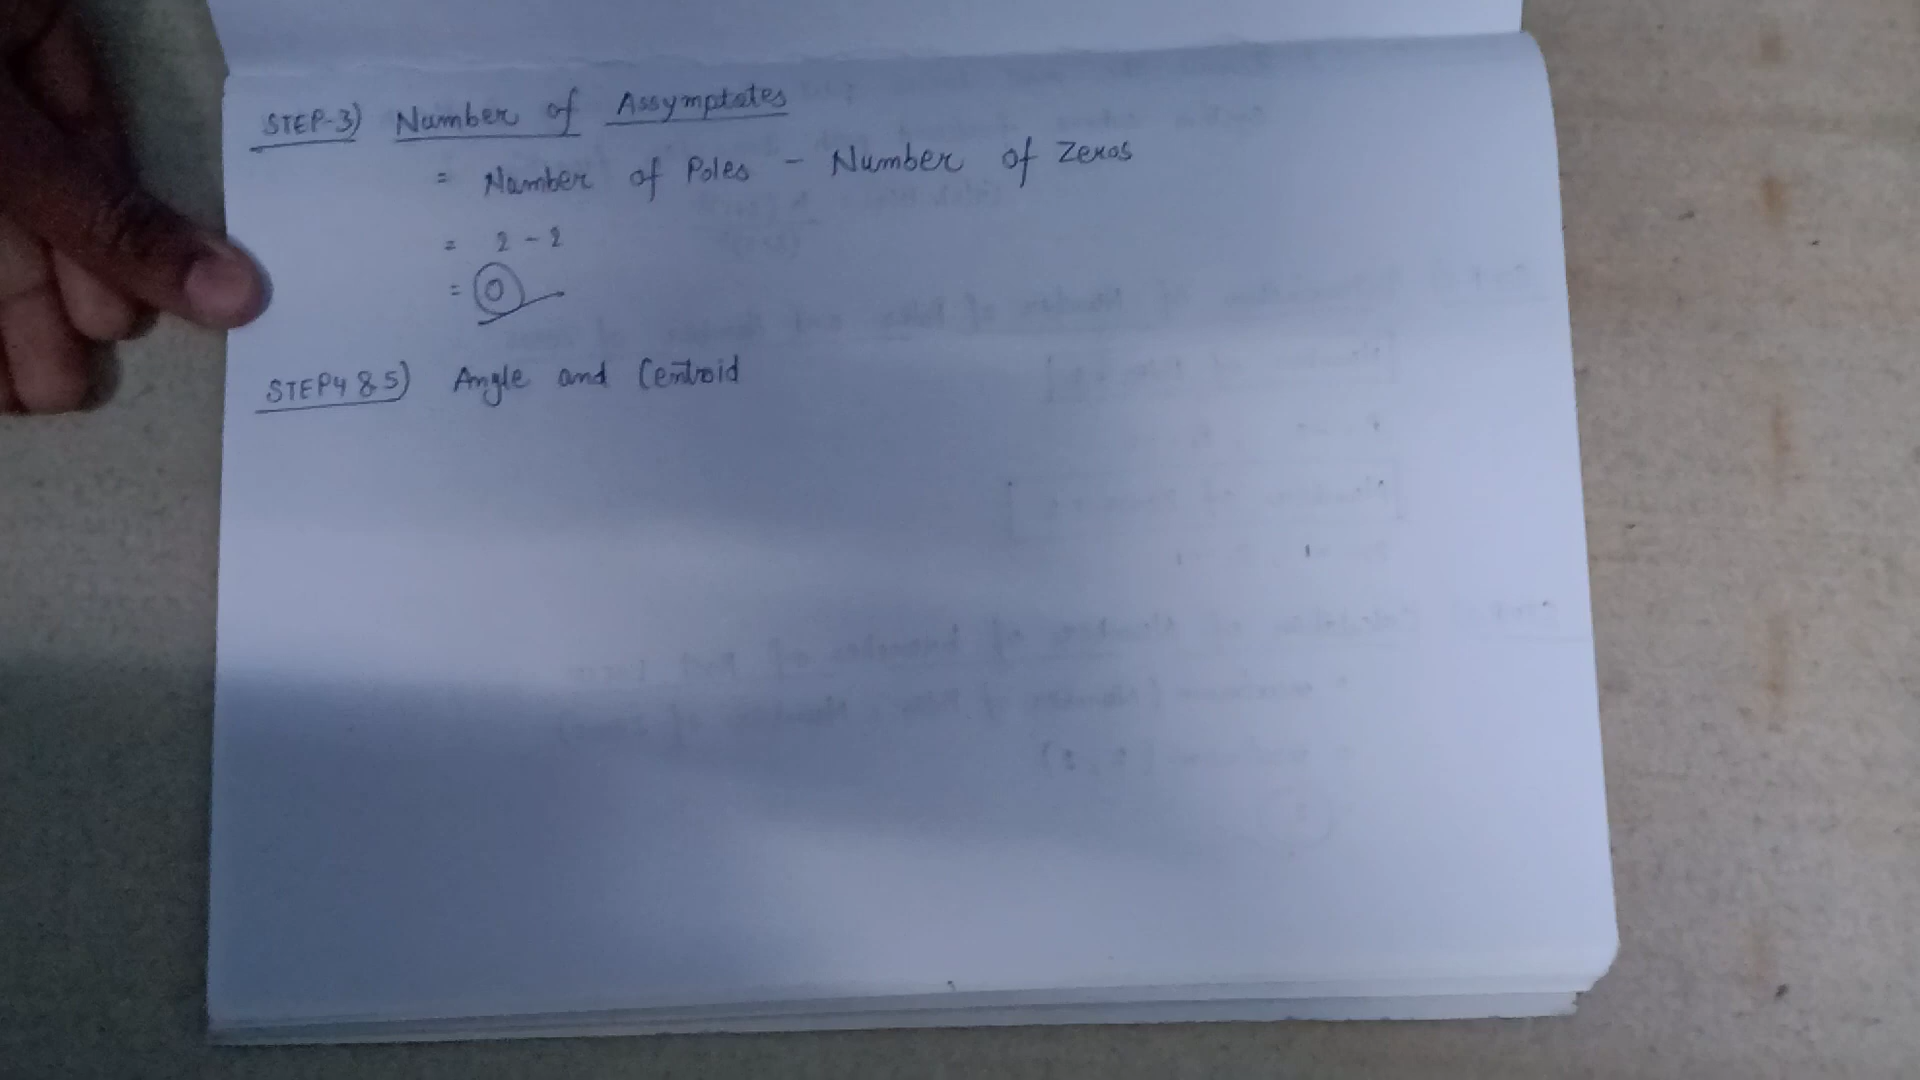 STEP-3) Number of Assymptotes
= Number of Poles - Number of Zeros
= 2 - 2
= 0
STEP4 & 5) Angle and Centroid